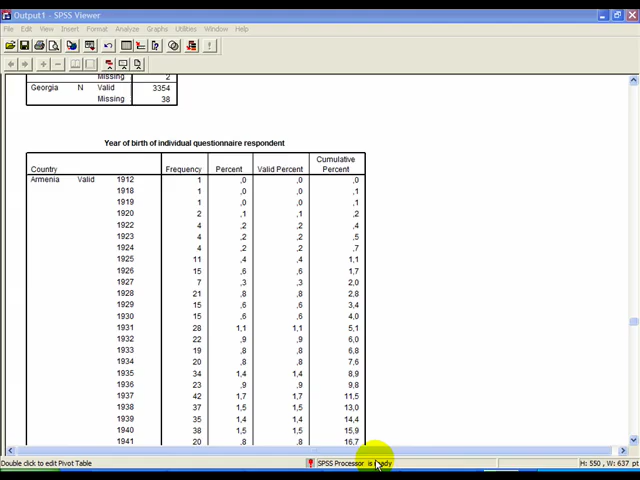 Output1 - SPSS Viewer
File Edit View Insert Format Analyze Graphs Utilities Window Help
Missing 2
Georgia N Valid 3354
Missing 38
Year of birth of individual questionnaire respondent
Country Frequency Percent Valid Percent Cumulative Percent
Armenia Valid 1912 1 ,0 ,0 ,0
1918 1 ,0 ,0 ,1
1919 1 ,0 ,0 ,1
1920 2 ,1 ,1 ,2
1922 4 ,2 ,2 ,4
1923 4 ,2 ,2 ,5
1924 4 ,2 ,2 ,7
1925 11 ,4 ,4 1,1
1926 15 ,6 ,6 1,7
1927 7 ,3 ,3 2,0
1928 21 ,8 ,8 2,8
1929 15 ,6 ,6 3,4
1930 15 ,6 ,6 4,0
1931 28 1,1 1,1 5,1
1932 22 ,9 ,9 6,0
1933 19 ,8 ,8 6,8
1934 20 ,8 ,8 7,6
1935 34 1,4 1,4 8,9
1936 23 ,9 ,9 9,8
1937 42 1,7 1,7 11,5
1938 37 1,5 1,5 13,0
1939 35 1,4 1,4 14,4
1940 38 1,5 1,5 15,9
1941 20 ,8 ,8 16,7
Double click to edit Pivot Table SPSS Processor is ready H: 550 , W: 637 pt